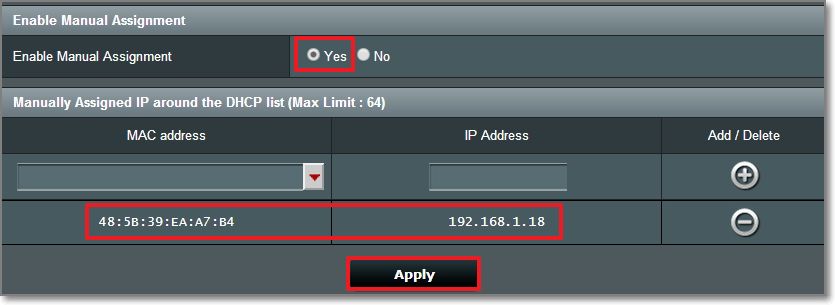 Enable Manual Assignment
Enable Manual Assignment Yes No
Manually Assigned IP around the DHCP list (Max Limit : 64)
MAC address IP Address Add / Delete
48:5B:39:EA:A7:B4 192.168.1.18
Apply